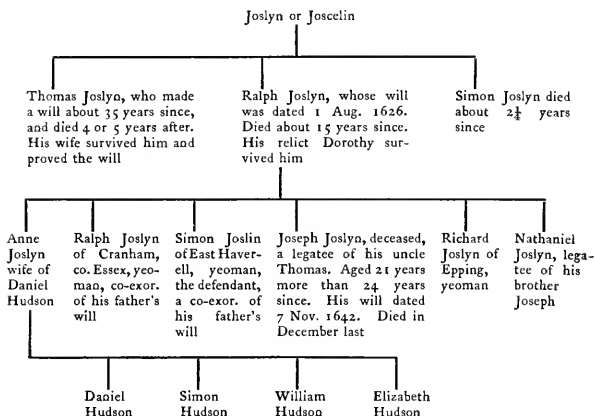 Joslyn or Joscelin
Thomas Joslyn, who made
a will about 35 years since,
and died 4 or 5 years after.
His wife survived him and
proved the will
Ralph Joslyn, whose will
was dated 1 Aug. 1626.
Died about 15 years since.
His relict Dorothy sur-
vived him
Simon Joslyn died
about 2¼ years
since
Anne
Joslyn
wife of
Daniel
Hudson
Ralph Joslyn
of Cranham,
co. Essex, yeo-
man, co-exor.
of his father's
will
Simon Joslin
of East Haver-
ell, yeoman,
the defendant,
a co-exor. of
his father's
will
Joseph Joslyn, deceased,
a legatee of his uncle
Thomas. Aged 21 years
more than 24 years
since. His will dated
7 Nov. 1642. Died in
December last
Richard
Joslyn of
Epping,
yeoman
Nathaniel
Joslyn, lega-
tee of his
brother
Joseph
Daniel
Hudson
Simon
Hudson
William
Hudson
Elizabeth
Hudson